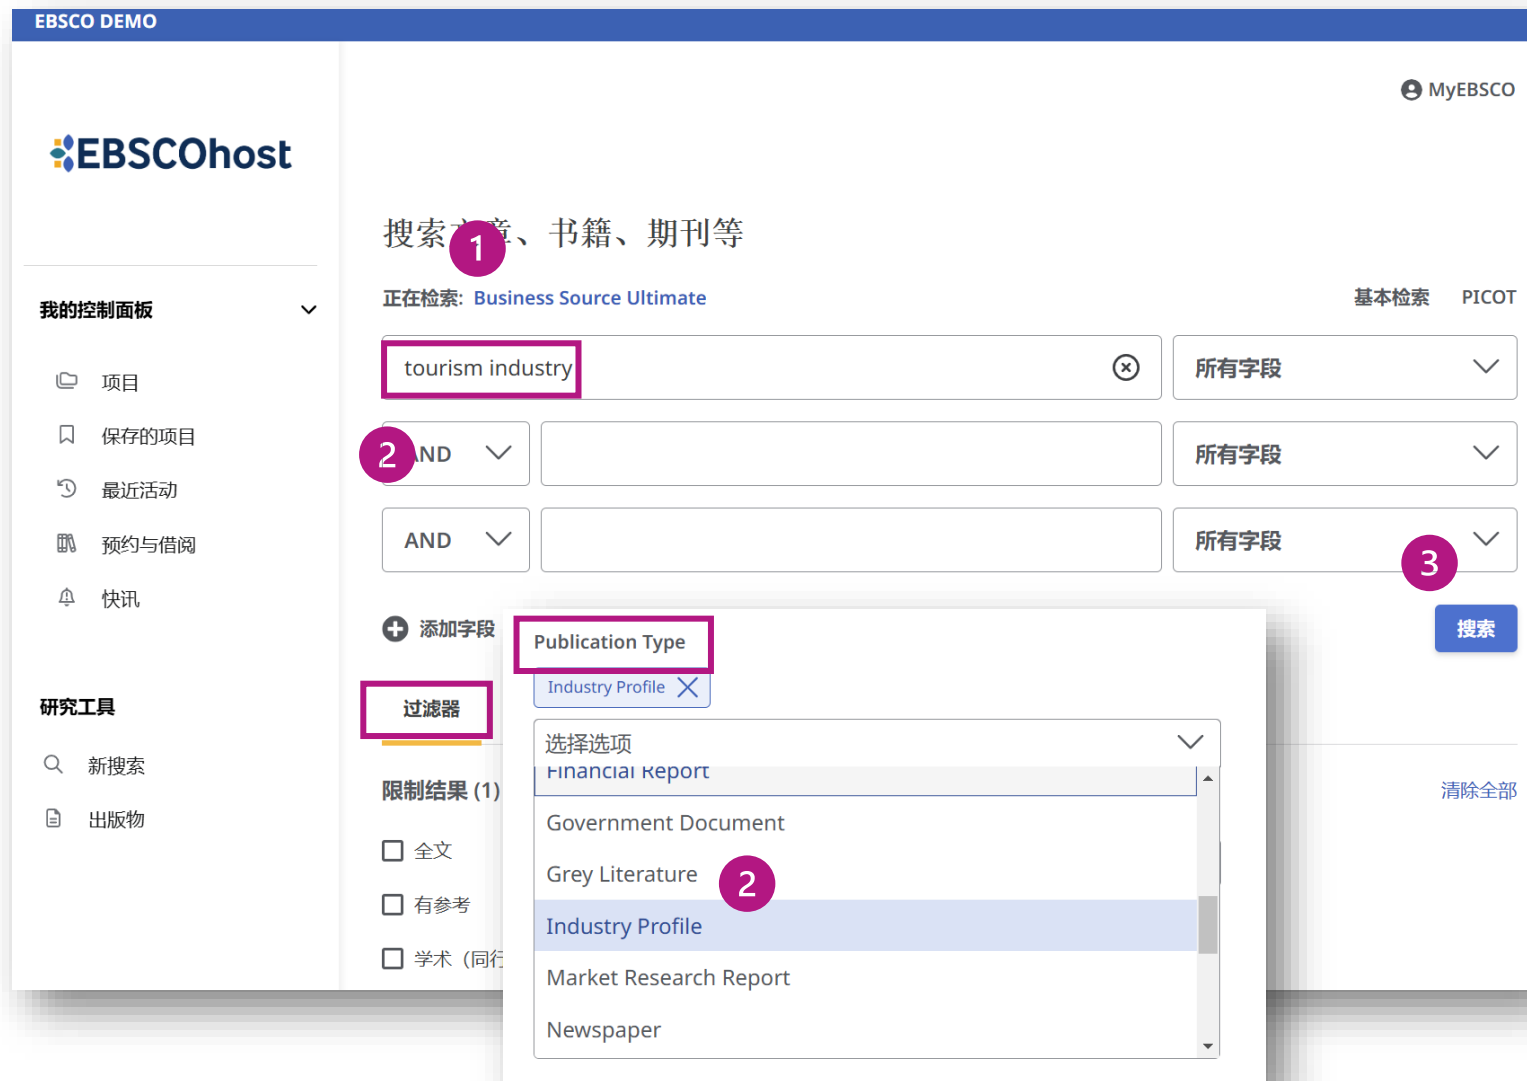 EBSCO DEMO
MyEBSCO
EBSCOhost
搜索文章、书籍、期刊等
1
正在检索: Business Source Ultimate
基本检索 PICOT
我的控制面板
项目
保存的项目
最近活动
预约与借阅
快讯
研究工具
新搜索
出版物
tourism industry
所有字段
2
AND
所有字段
AND
所有字段
3
添加字段
搜索
过滤器
限制结果 (1)
清除全部
全文
有参考
学术（同行
Publication Type
Industry Profile
选择选项
Financial Report
Government Document
Grey Literature
2
Industry Profile
Market Research Report
Newspaper